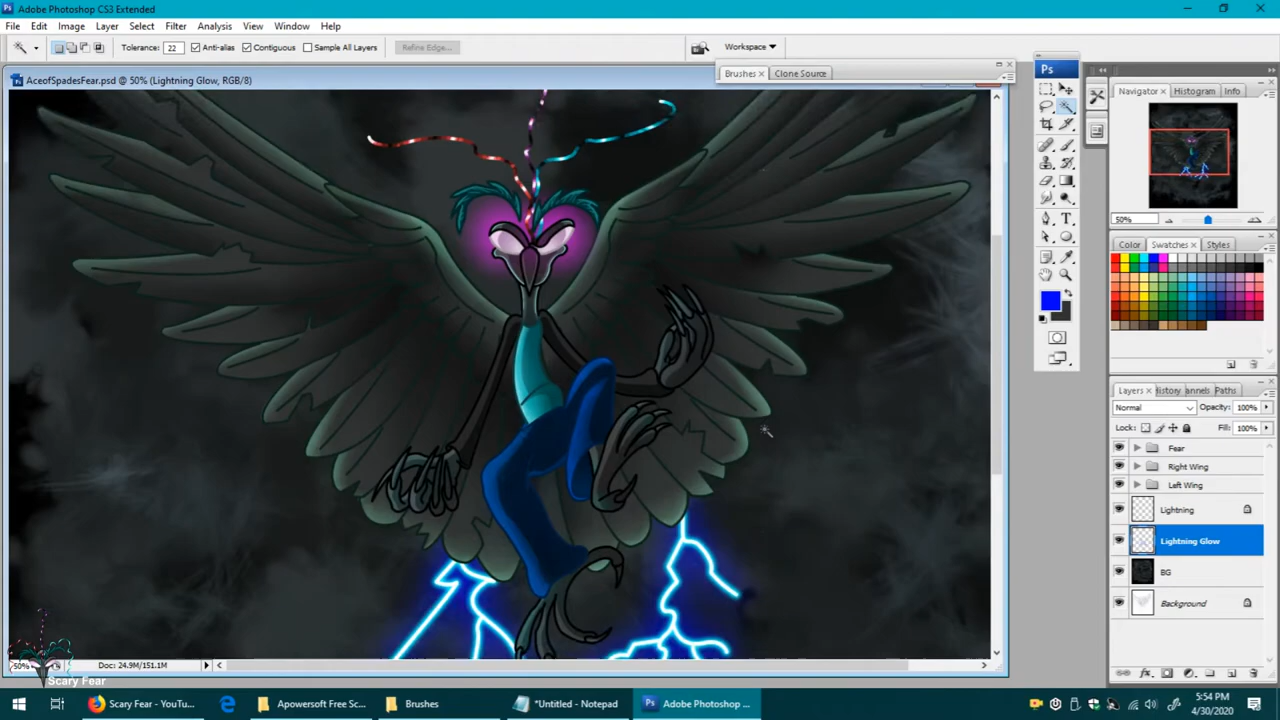 Adobe Photoshop CS3 Extended
File Edit Image Layer Select Filter Analysis View Window Help
Tolerance: 22 Anti-alias Contiguous Sample All Layers Refine Edge... Workspace
AceofSpadesFear.psd @ 50% (Lightning Glow, RGB/8)
Brushes x Clone Source
Ps
Navigator x Histogram Info
50%
Color Swatches x Styles
Layers x History annels Paths
Normal Opacity: 100%
Lock: Fill: 100%
Fear
Right Wing
Left Wing
Lightning
Lightning Glow
BG
Background
50% Doc: 24.9M/151.1M
Scary Fear
Scary Fear - YouTu... Apowersoft Free Sc... Brushes *Untitled - Notepad Adobe Photoshop ...
5:54 PM
4/30/2020